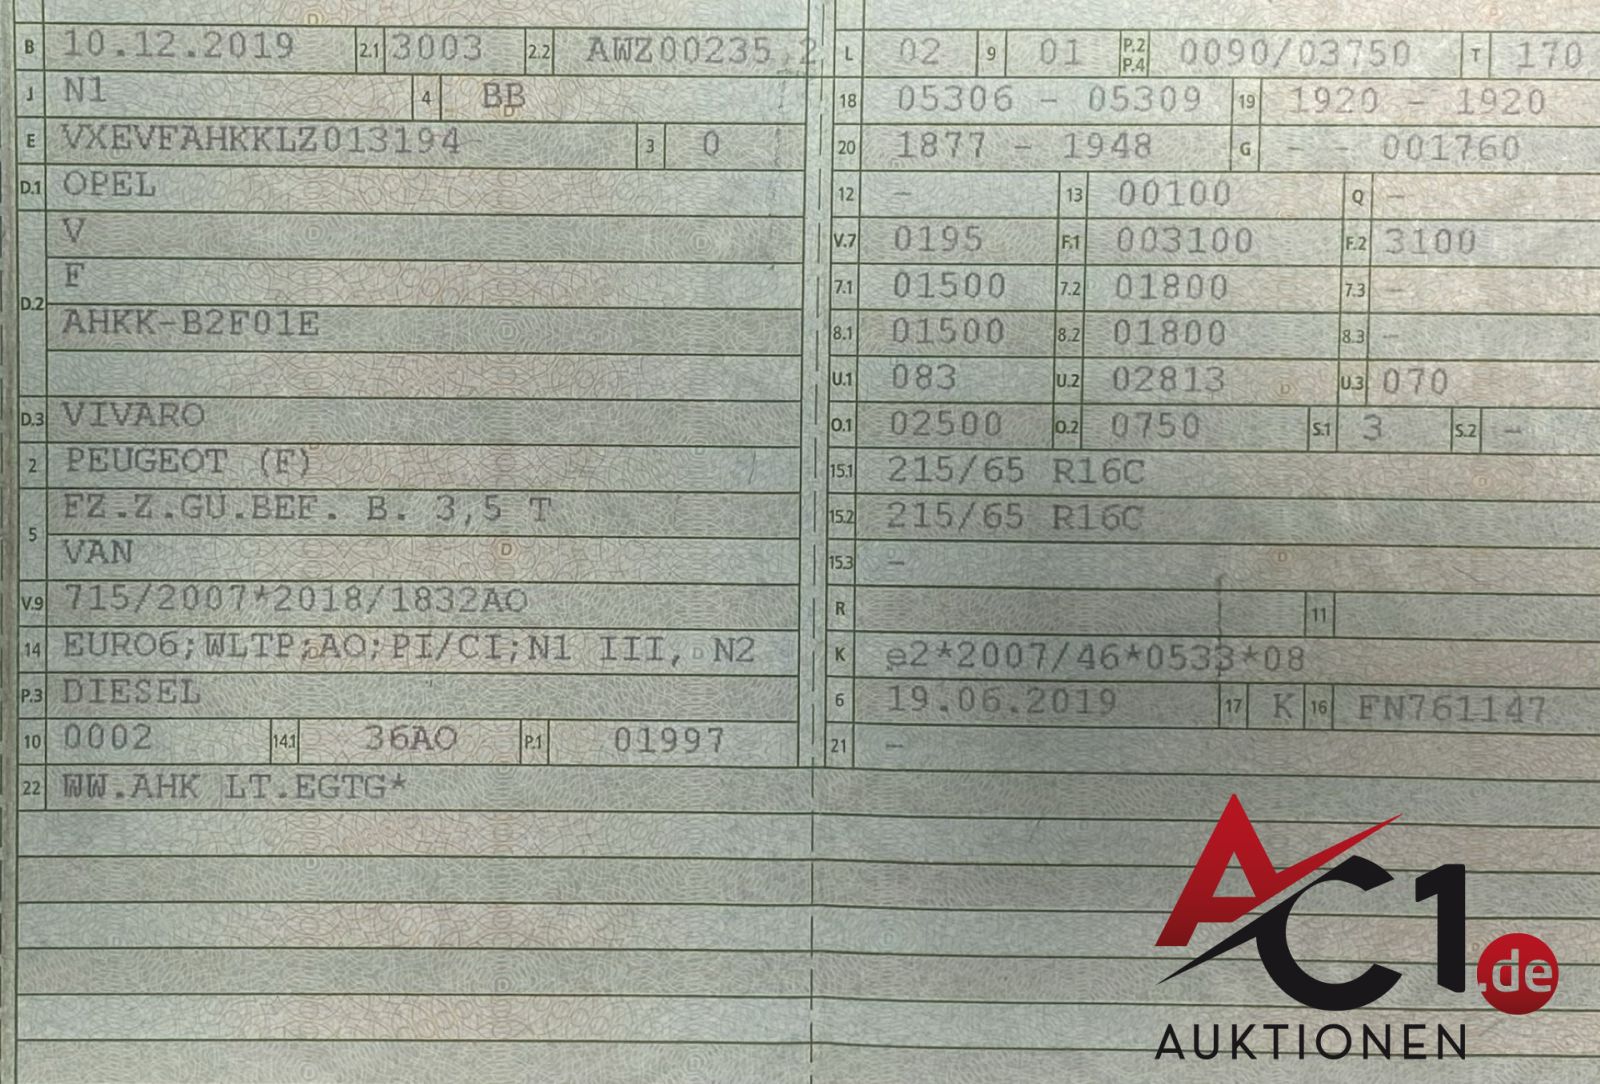 B 10.12.2019 2.1 3003 2.2 AWZ00235 2
J N1 4 BB
E VXEVFAHKKLZ013194 3 0
D.1 OPEL
V
F
D.2
AHKK-B2F01E
D.3 VIVARO
2 PEUGEOT (F)
FZ.Z.GÜ.BEF. B. 3,5 T
5
VAN
V.9 715/2007*2018/1832AO
14 EURO6;WLTP;AO;PI/CI;N1 III, N2
P.3 DIESEL
10 0002 14.1 36AO P.1 01997
22 WW.AHK LT.EGTG*
L 02 9 01 P.2 P.4 0090/03750 T 170
18 05306 - 05309 19 1920 - 1920
20 1877 - 1948 G - - 001760
12 - 13 00100 Q -
V.7 0195 F.1 003100 F.2 3100
7.1 01500 7.2 01800 7.3 -
8.1 01500 8.2 01800 8.3 -
U.1 083 U.2 02813 U.3 070
O.1 02500 O.2 0750 S.1 3 S.2 -
15.1 215/65 R16C
15.2 215/65 R16C
15.3 -
R 11
K e2*2007/46*0533*08
6 19.06.2019 17 K 16 FN761147
21 -
AC1.de
AUKTIONEN